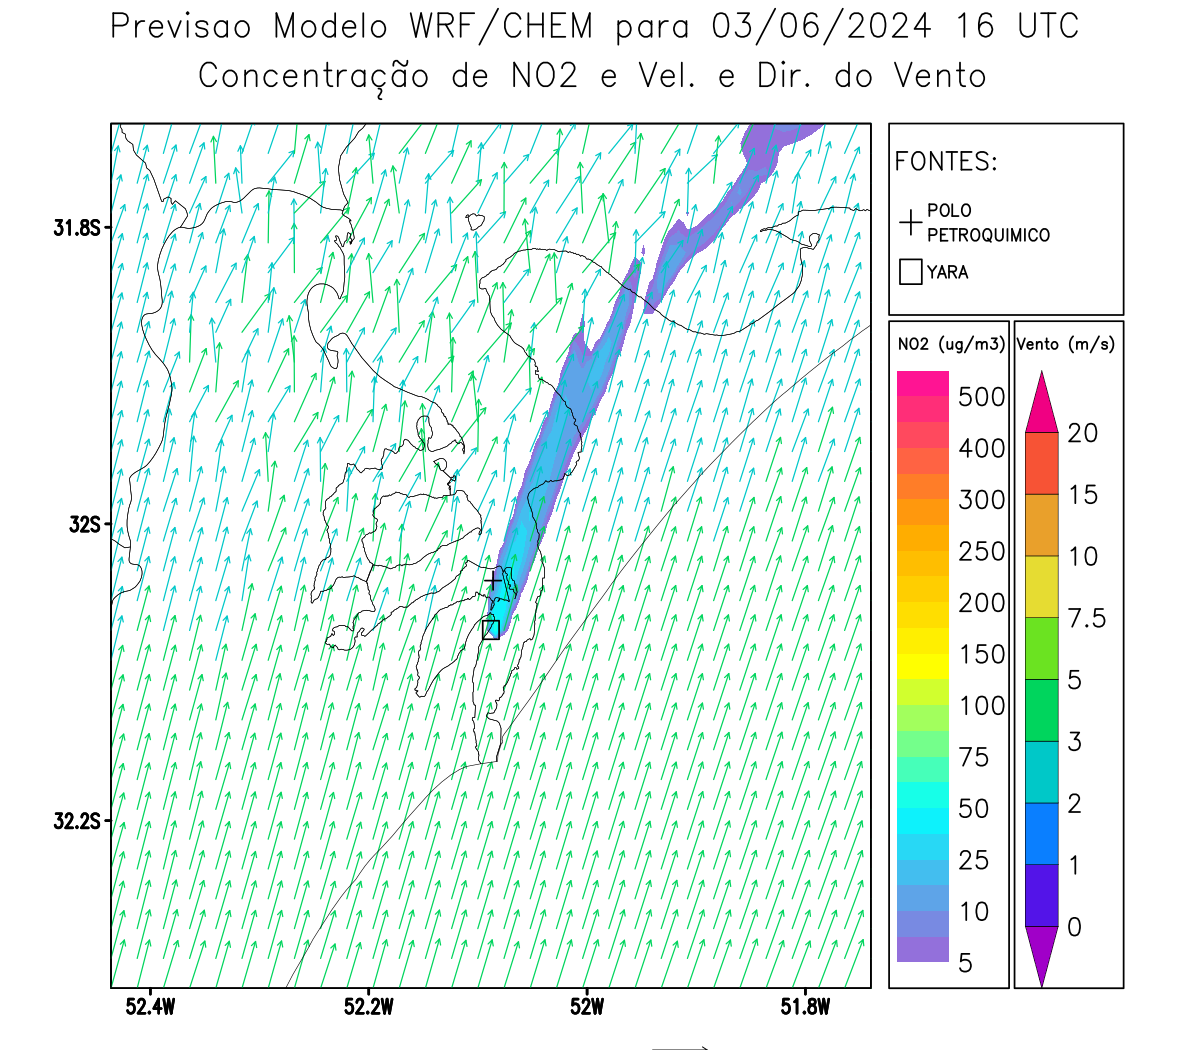 Previsao Modelo WRF/CHEM para 03/06/2024 16 UTC
Concentração de NO2 e Vel. e Dir. do Vento
FONTES:
POLO
PETROQUIMICO
YARA
NO2 (ug/m3)
500
400
300
250
200
150
100
75
50
25
10
5
Vento (m/s)
20
15
10
7.5
5
3
2
1
0
31.8S
32S
32.2S
52.4W
52.2W
52W
51.8W